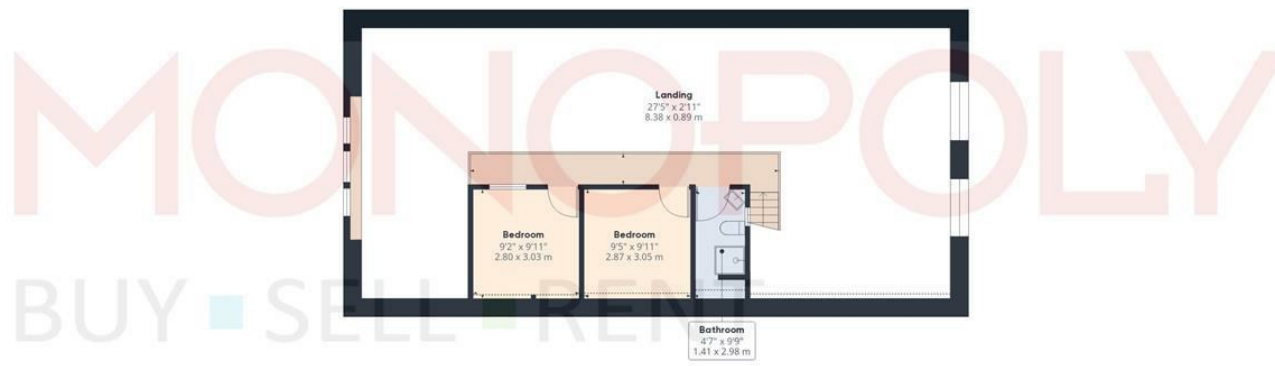 MONOPOLY
BUY SELL RENT
Landing
27'5" x 2'11"
8.38 x 0.89 m
Bedroom
9'2" x 9'11"
2.80 x 3.03 m
Bedroom
9'5" x 9'11"
2.87 x 3.05 m
Bathroom
4'7" x 9'9"
1.41 x 2.98 m